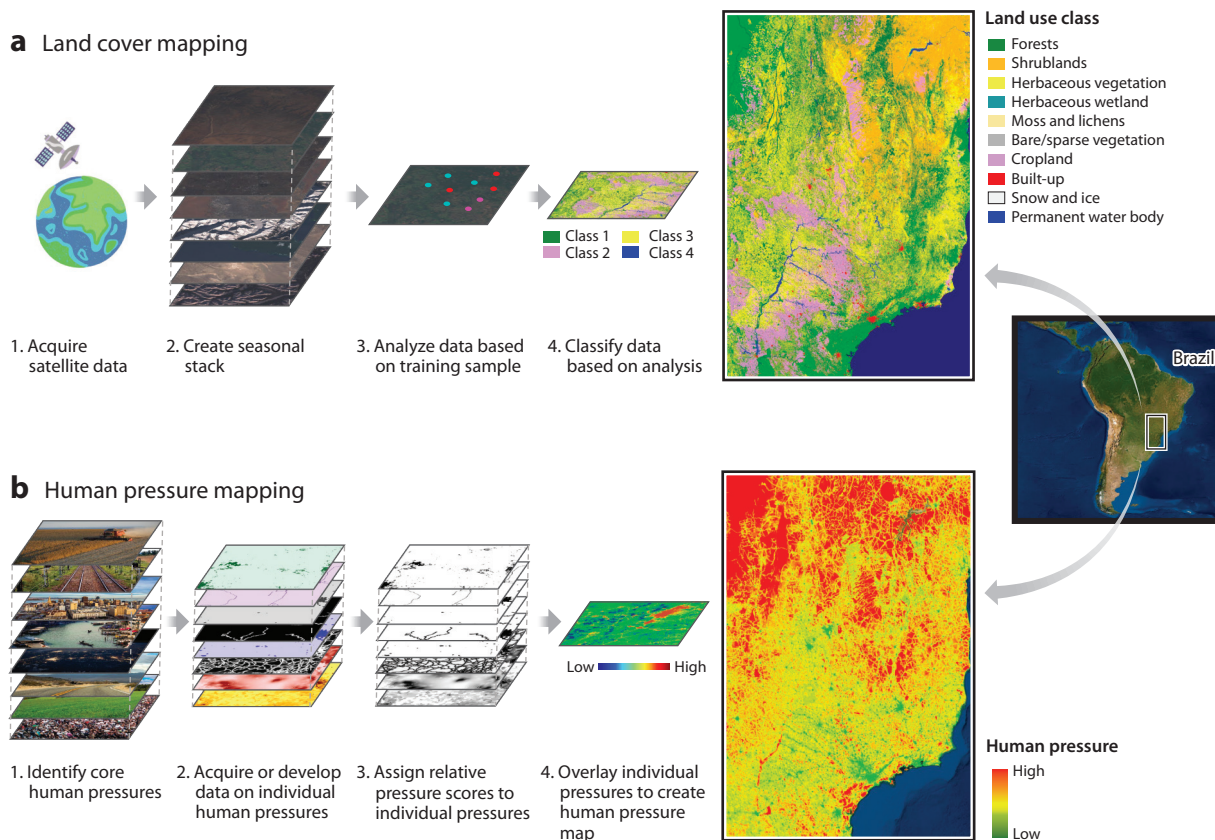 a Land cover mapping
1. Acquire
satellite data
2. Create seasonal
stack
3. Analyze data based
on training sample
4. Classify data
based on analysis
Class 1
Class 2
Class 3
Class 4
Land use class
Forests
Shrublands
Herbaceous vegetation
Herbaceous wetland
Moss and lichens
Bare/sparse vegetation
Cropland
Built-up
Snow and ice
Permanent water body
Brazil
b Human pressure mapping
1. Identify core
human pressures
2. Acquire or develop
data on individual
human pressures
3. Assign relative
pressure scores to
individual pressures
4. Overlay individual
pressures to create
human pressure
map
Low
High
Human pressure
High
Low